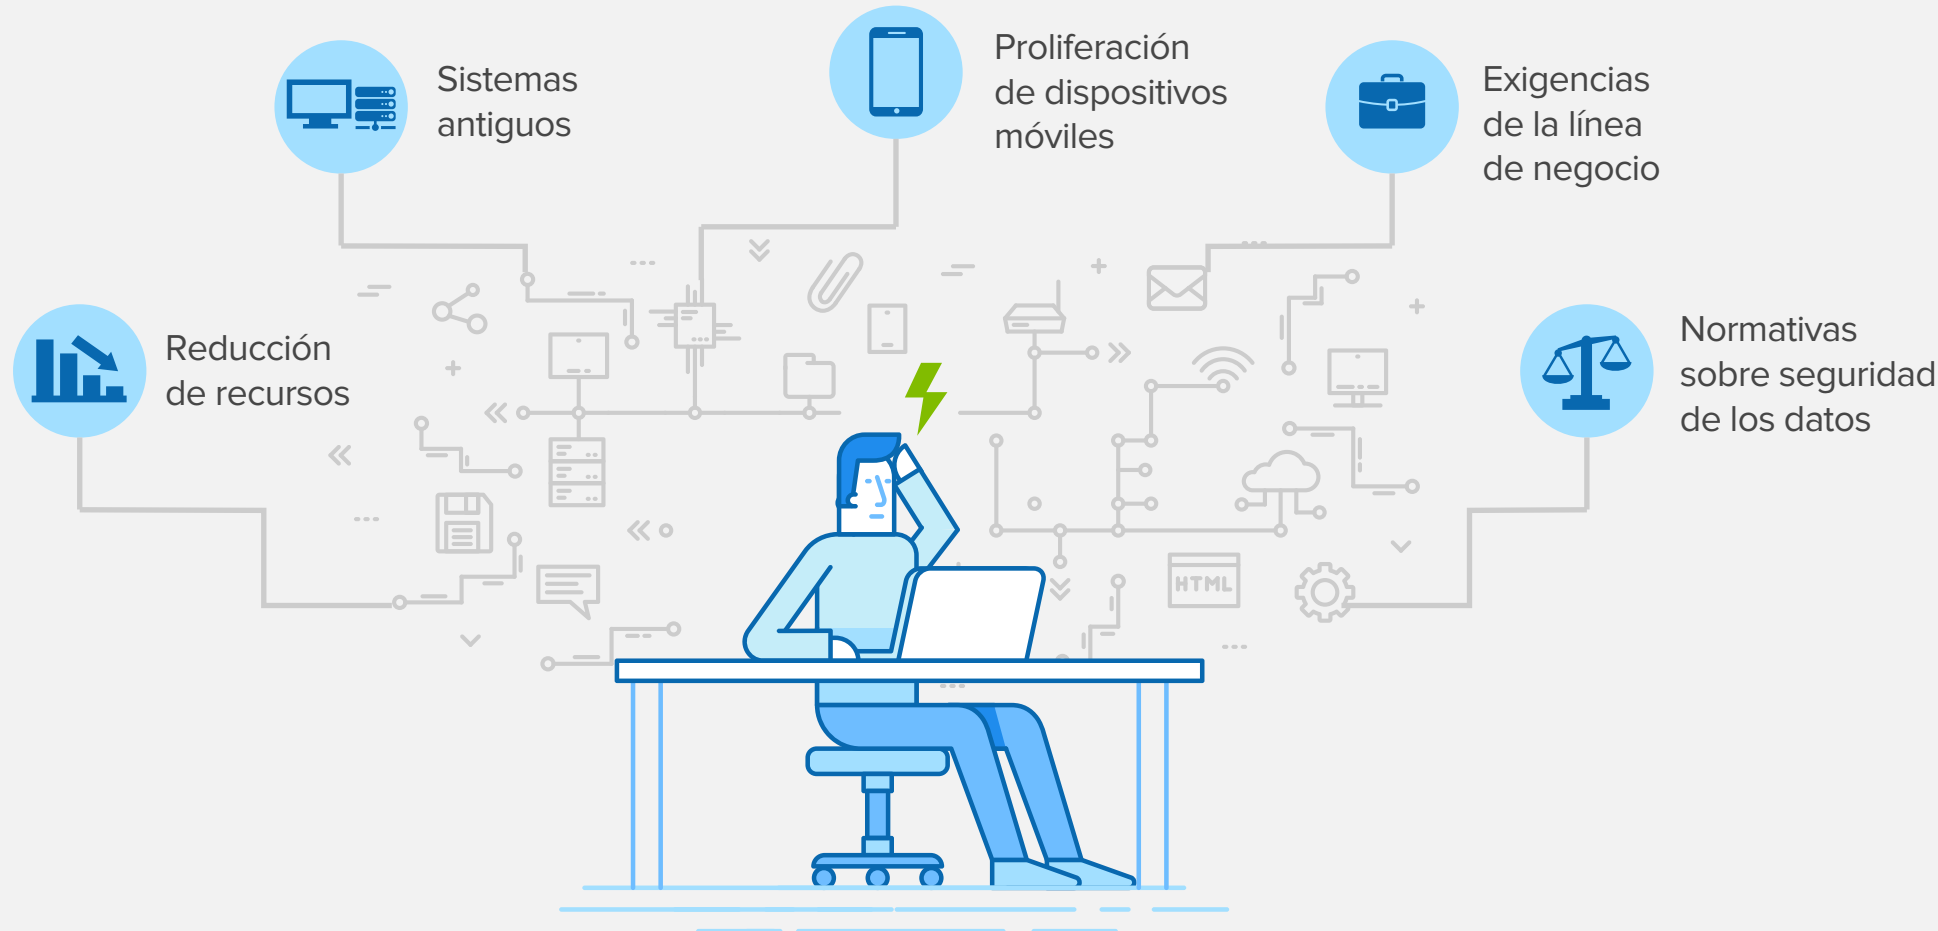 Sistemas
antiguos
Proliferación
de dispositivos
móviles
Exigencias
de la línea
de negocio
Reducción
de recursos
Normativas
sobre seguridad
de los datos
HTML